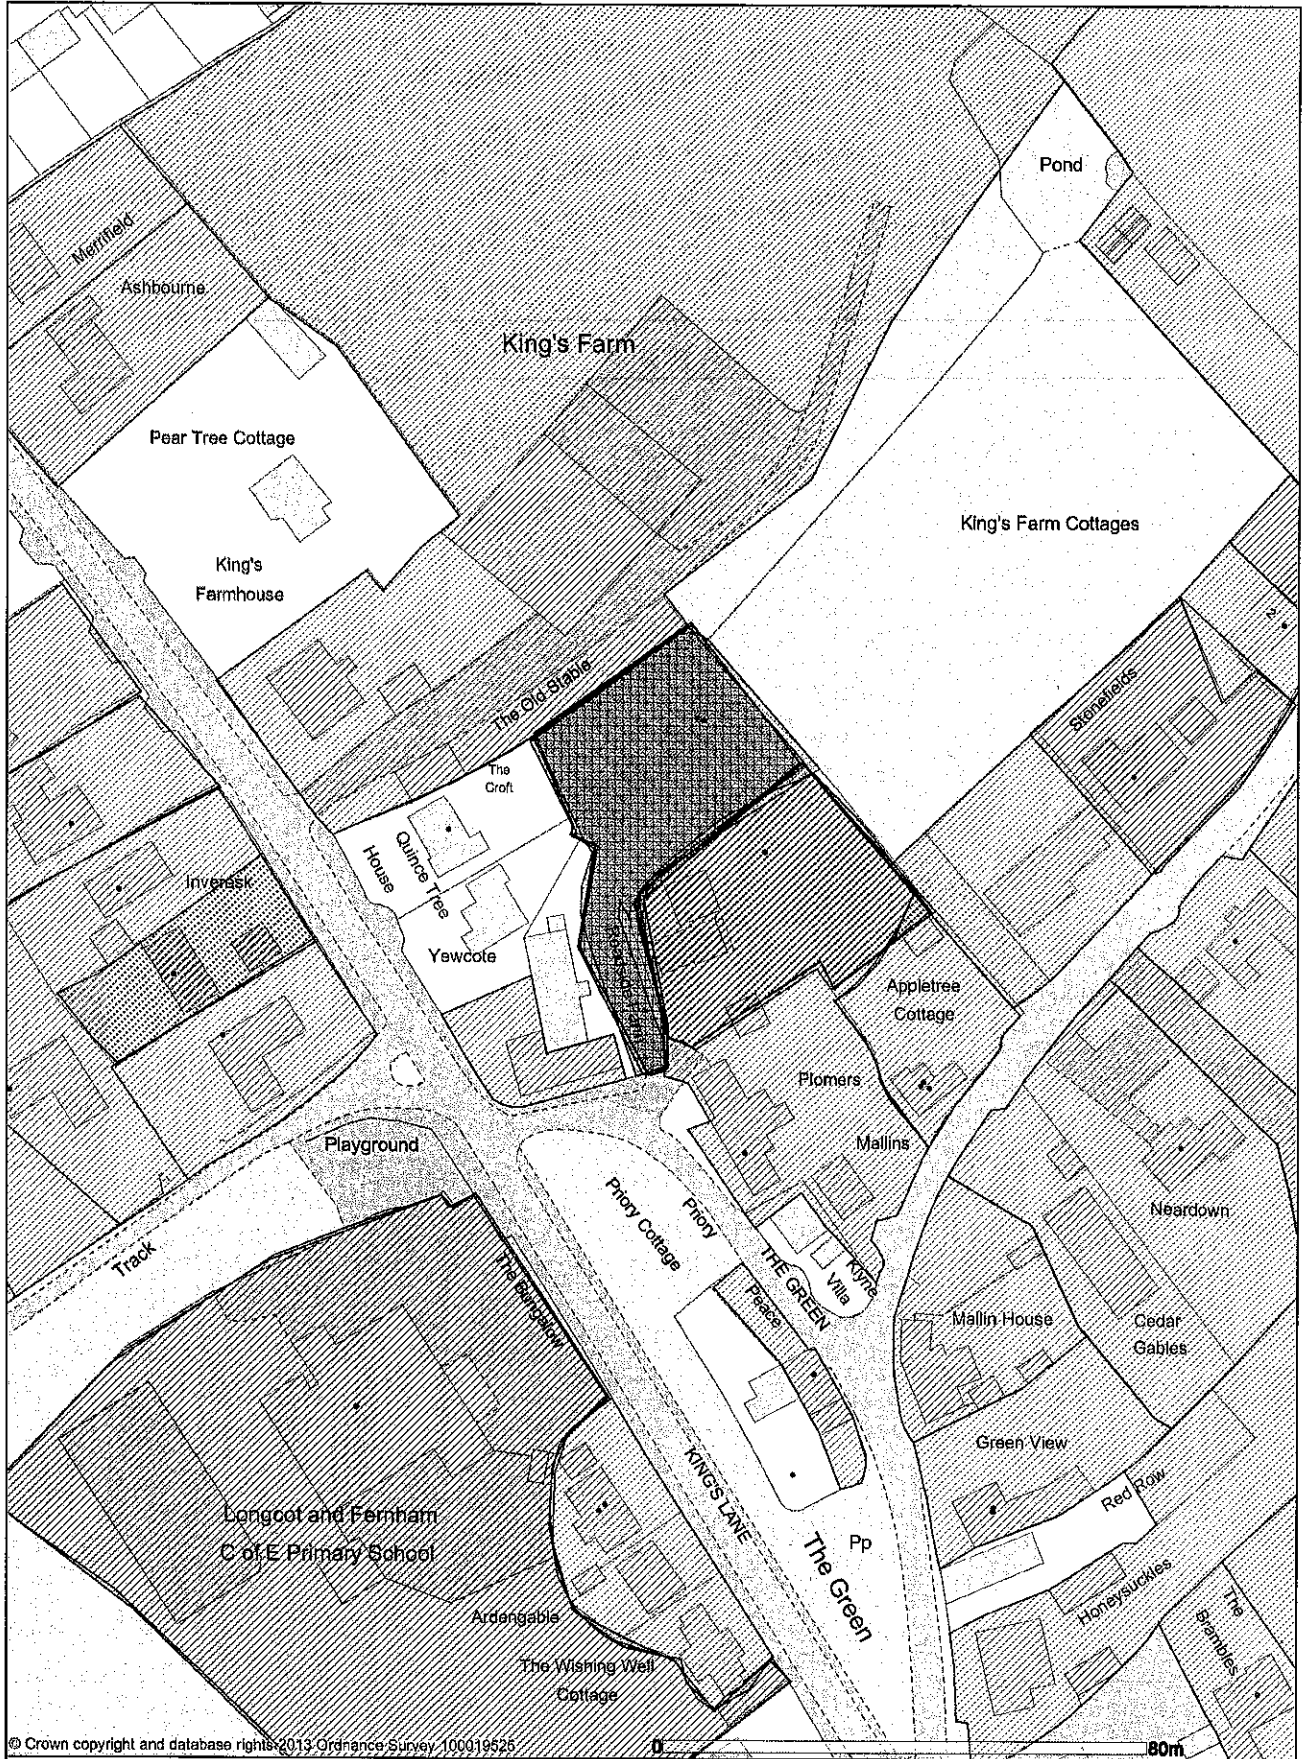 Pond
Merrifield
Ashbourne
King's Farm
Pear Tree Cottage
King's Farm Cottages
King's
Farmhouse
2
Stonefields
The Old Stable
The
Croft
Quince Tree
House
Inveresk
Yewcote
Appletree
Cottage
Plomers
Mallins
Playground
Priory Cottage
Priory
Neardown
Track
The Bungalow
THE GREEN
Klyne
Villa
Peace
Mallin House
Cedar
Gables
Green View
KINGS LANE
Red Row
Longcot and Fernham
C of E Primary School
Pp
The Green
Honeysuckles
The
Brambles
Ardengable
The Wishing Well
Cottage
© Crown copyright and database rights 2013 Ordnance Survey 100019525
0 80m